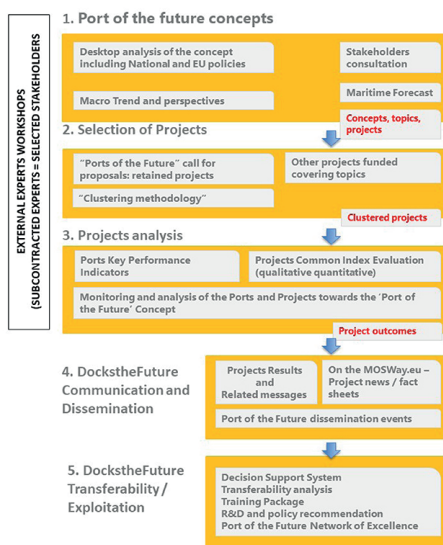 EXTERNAL EXPERTS WORKSHOPS
(SUBCONTRACTED EXPERTS = SELECTED STAKEHOLDERS
1. Port of the future concepts
Desktop analysis of the concept
including National and EU policies
Stakeholders
consultation
Macro Trend and perspectives
Maritime Forecast
Concepts, topics,
projects
2. Selection of Projects
"Ports of the Future" call for
proposals: retained projects
Other projects funded
covering topics
"Clustering methodology"
Clustered projects
3. Projects analysis
Ports Key Performance
Indicators
Projects Common Index Evaluation
(qualitative quantitative)
Monitoring and analysis of the Ports and Projects towards the 'Port of
the Future' Concept
Project outcomes
4. DockstheFuture
Communication and
Dissemination
Projects Results
and
Related messages
On the MOSWay.eu –
Project news / fact
sheets
Port of the Future dissemination events
5. DockstheFuture
Transferability /
Exploitation
Decision Support System
Transferability analysis
Training Package
R&D and policy recommendation
Port of the Future Network of Excellence